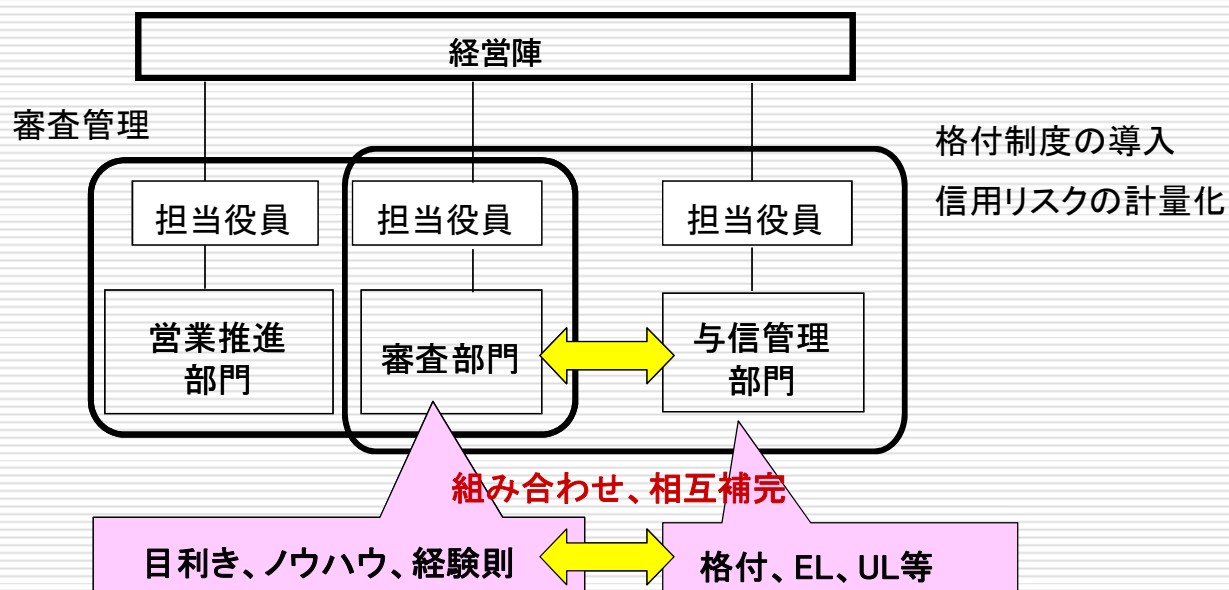 経営陣
審査管理
格付制度の導入
信用リスクの計量化
担当役員
担当役員
担当役員
営業推進
部門
審査部門
与信管理
部門
組み合わせ、相互補完
目利き、ノウハウ、経験則
格付、EL、UL等